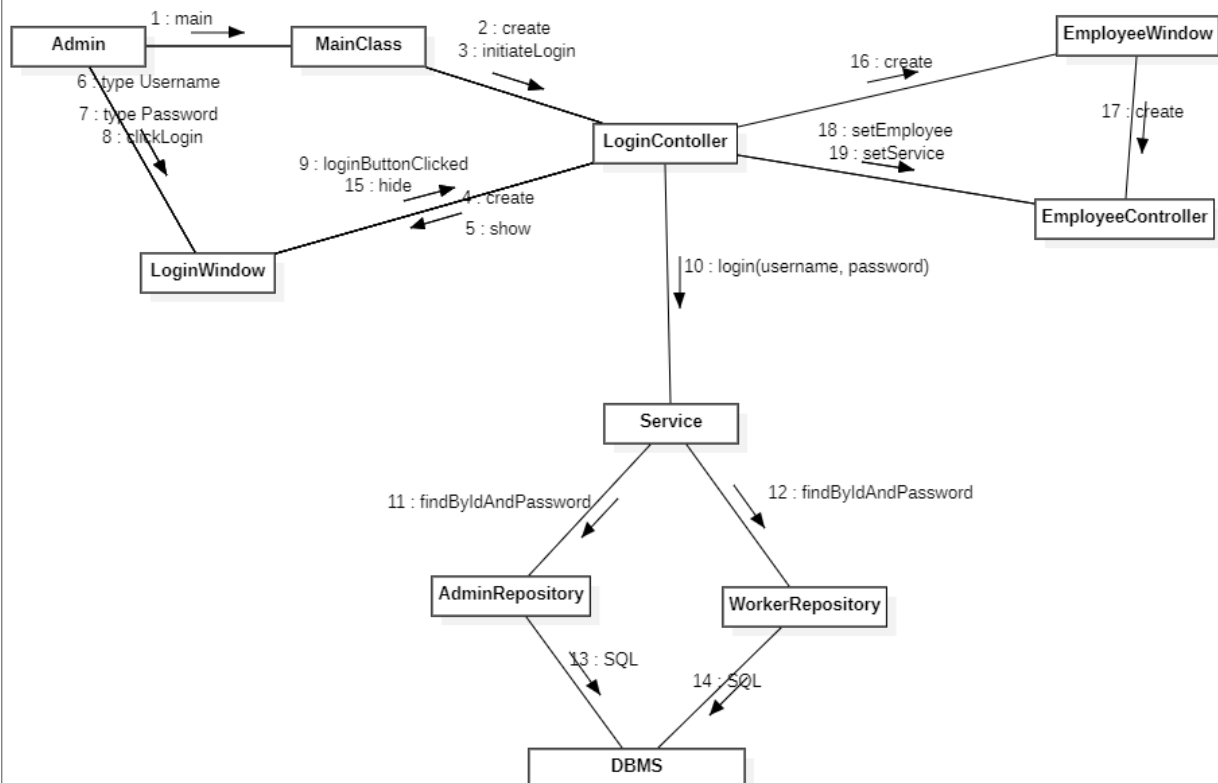 1 : main
2 : create
EmployeeWindow
Admin
MainClass
3 : initiateLogin
16 : create
6 : type Username
7 : type Password
17 : create
8 : clickLogin
18 : setEmployee
LoginContoller
19 : setService
9 : loginButtonClicked
15 : hide
4 : create
EmployeeController
5 : show
LoginWindow
10 : login(username, password)
Service
11 : findByIdAndPassword
12 : findByIdAndPassword
AdminRepository
WorkerRepository
13 : SQL
14 : SQL
DBMS